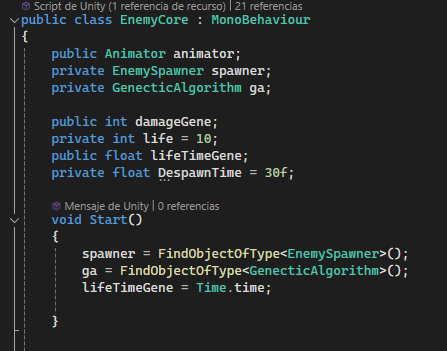 Script de Unity (1 referencia de recurso) | 21 referencias
public class EnemyCore : MonoBehaviour
{
public Animator animator;
private EnemySpawner spawner;
private GenecticAlgorithm ga;
public int damageGene;
private int life = 10;
public float lifeTimeGene;
private float DespawnTime = 30f;
Mensaje de Unity | 0 referencias
void Start()
{
spawner = FindObjectOfType<EnemySpawner>();
ga = FindObjectOfType<GenecticAlgorithm>();
lifeTimeGene = Time.time;
}